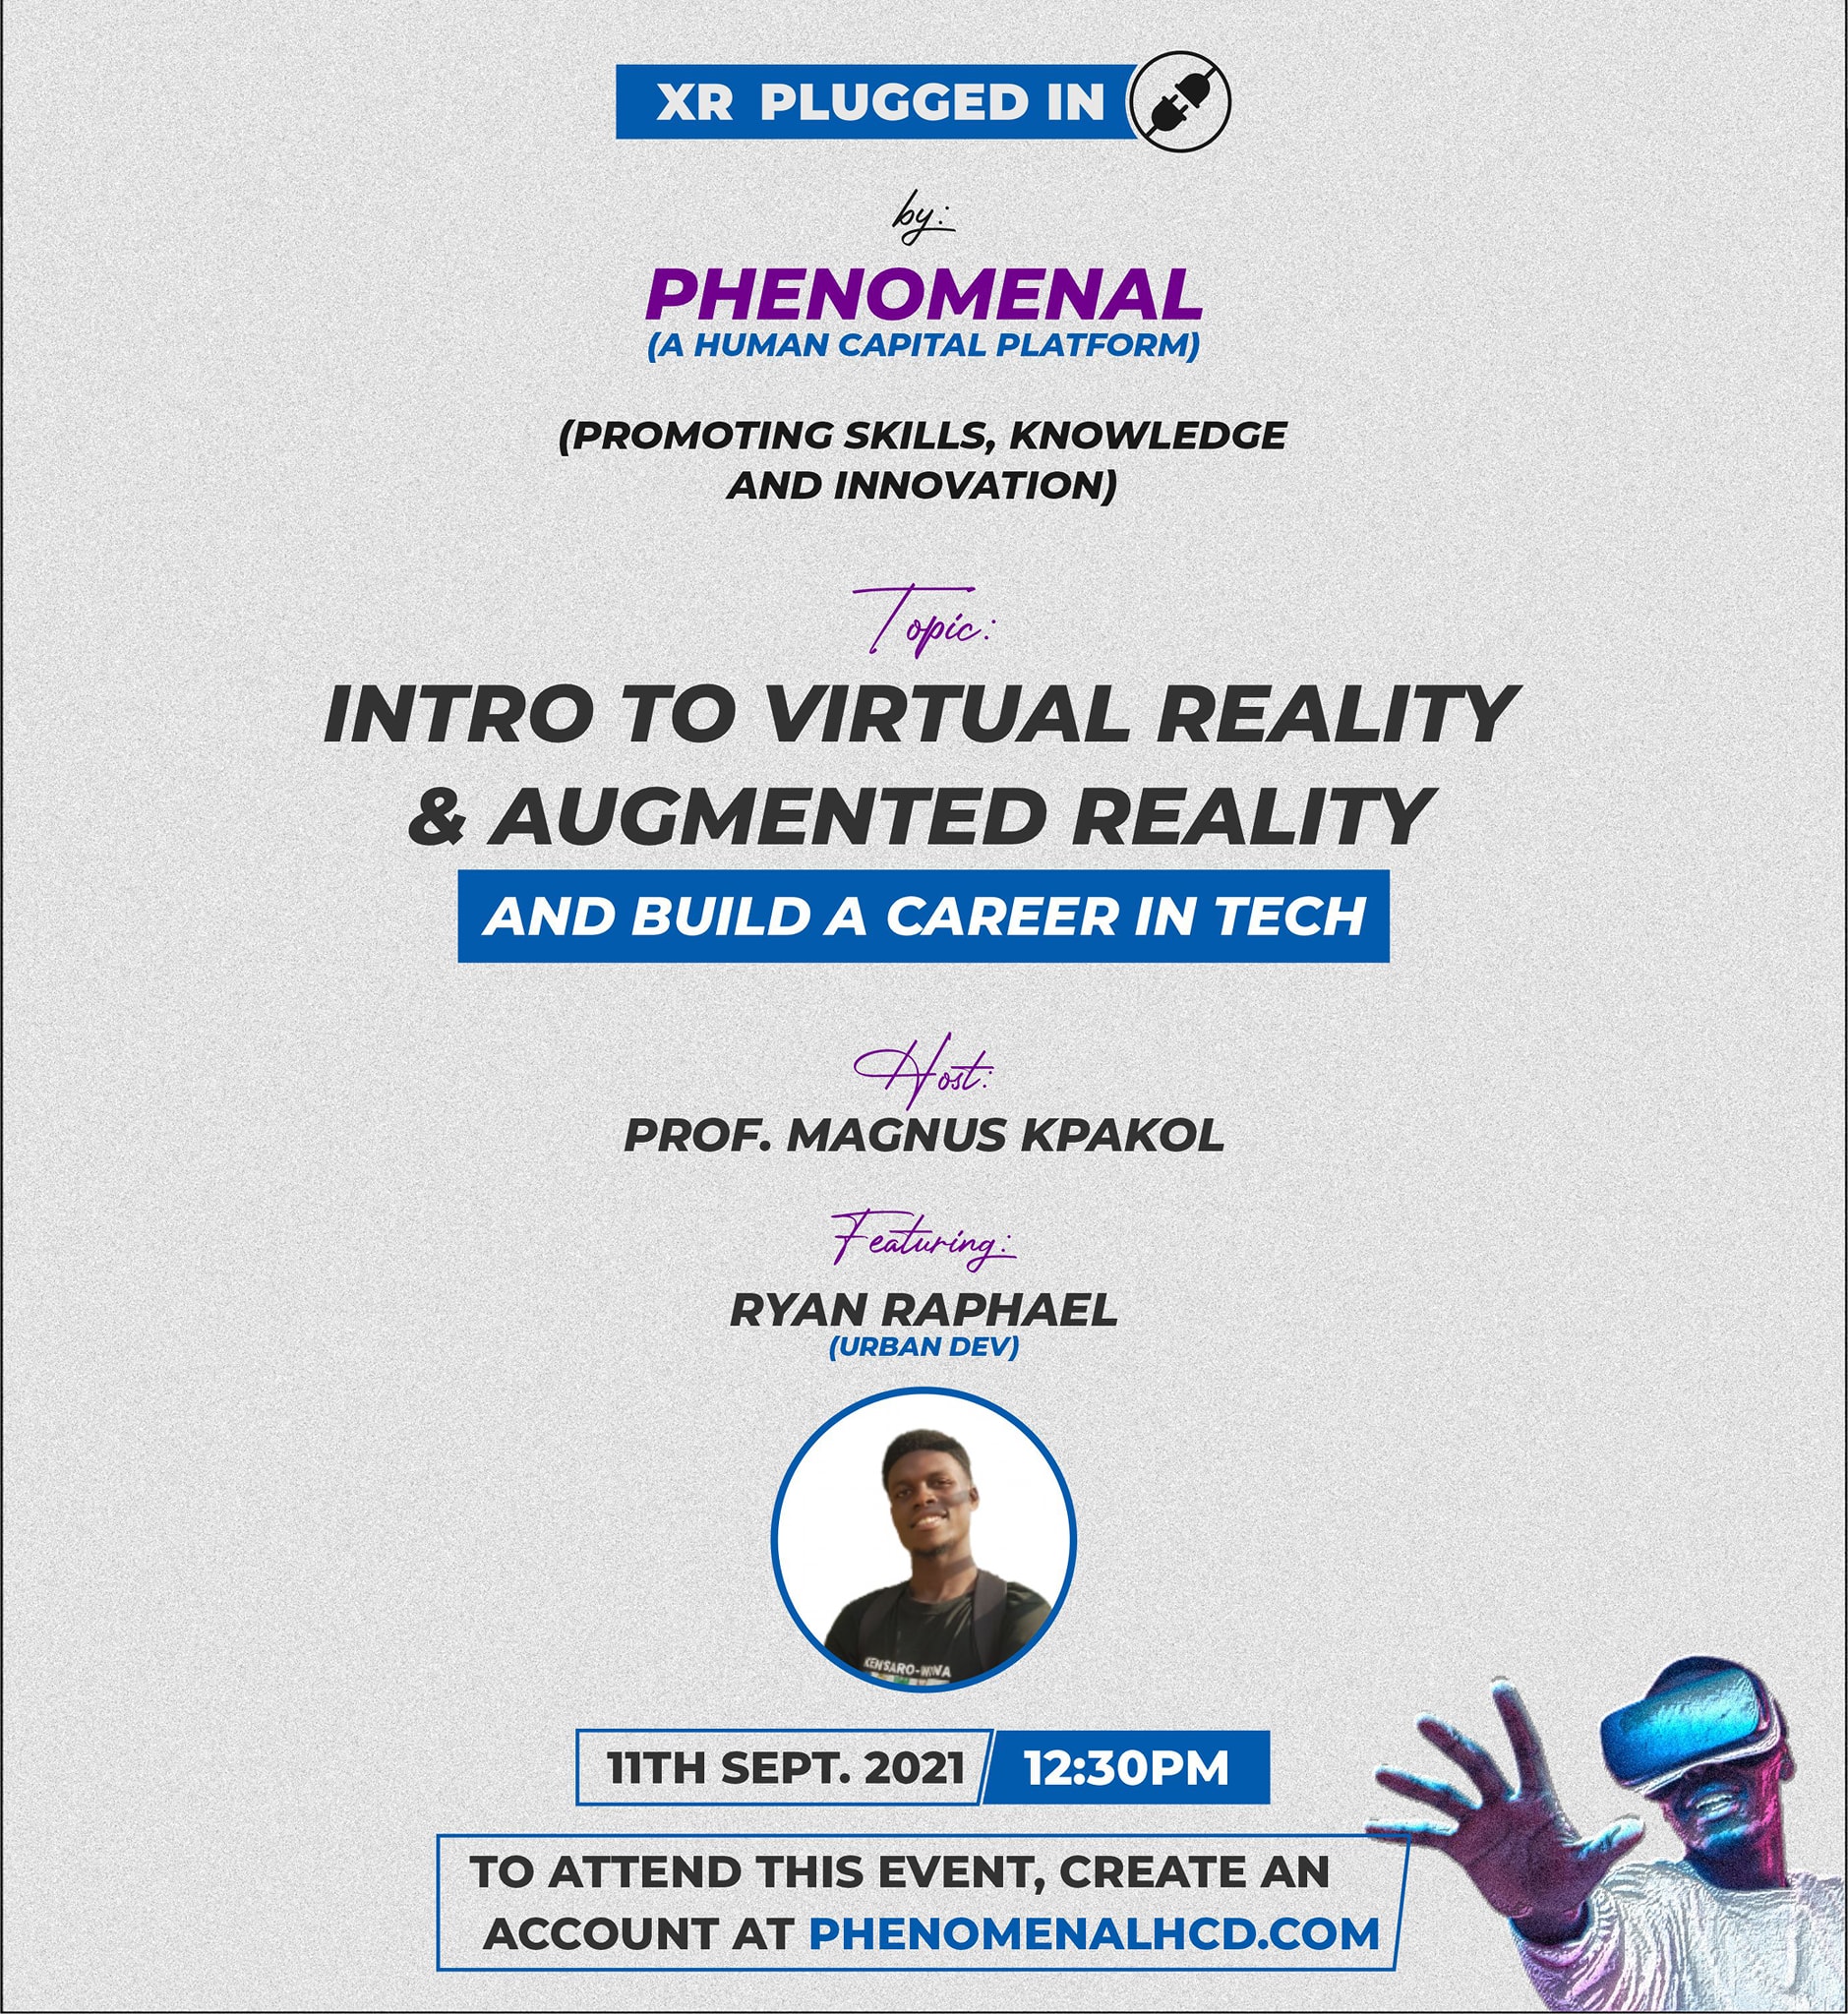 XR PLUGGED IN
by:
PHENOMENAL
(A HUMAN CAPITAL PLATFORM)
(PROMOTING SKILLS, KNOWLEDGE
AND INNOVATION)
Topic:
INTRO TO VIRTUAL REALITY
& AUGMENTED REALITY
AND BUILD A CAREER IN TECH
Host:
PROF. MAGNUS KPAKOL
Featuring:
RYAN RAPHAEL
(URBAN DEV)
KENSARO-WIWA
11TH SEPT. 2021 12:30PM
TO ATTEND THIS EVENT, CREATE AN
ACCOUNT AT PHENOMENALHCD.COM